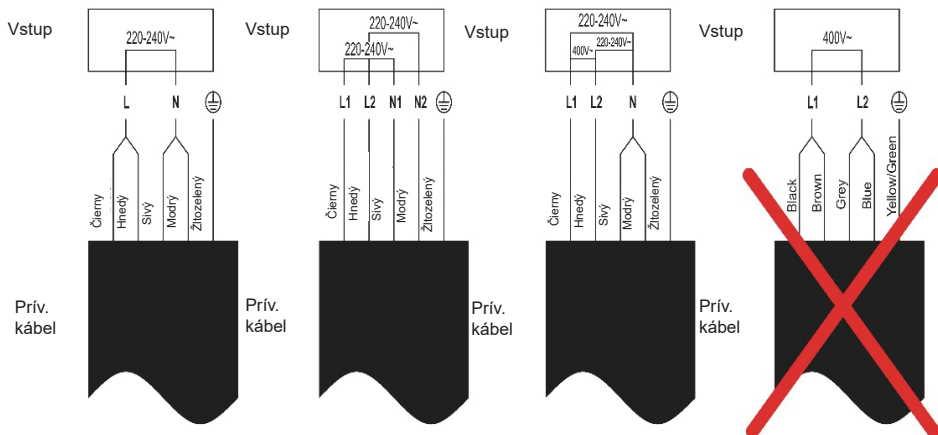 Vstup
220-240V~
L N
Čierny
Hnedý
Sivý
Modrý
Žltozelený
Prív.
kábel
Vstup
220-240V~
220-240V~
L1 L2 N1 N2
Čierny
Hnedý
Sivý
Modrý
Žltozelený
Prív.
kábel
Vstup
220-240V~
400V~
220-240V~
L1 L2 N
Čierny
Hnedý
Sivý
Modrý
Žltozelený
Prív.
kábel
Vstup
400V~
L1 L2
Black
Brown
Grey
Blue
Yellow/Green
Prív.
kábel